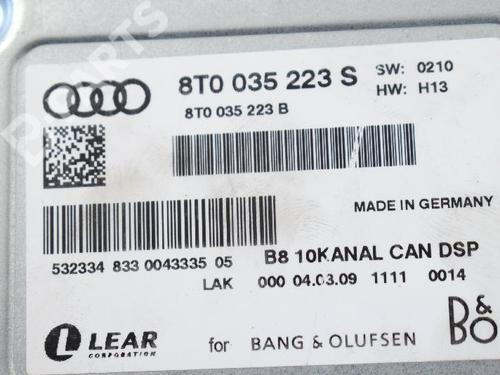 8T0 035 223 S SW: 0210
8T0 035 223 B HW: H13
MADE IN GERMANY
532334 833 0043335 05 B8 10KANAL CAN DSP
LAK 000 04.03.09 1111 0014
L LEAR for BANG & OLUFSEN B&O
CORPORATION
PARTS